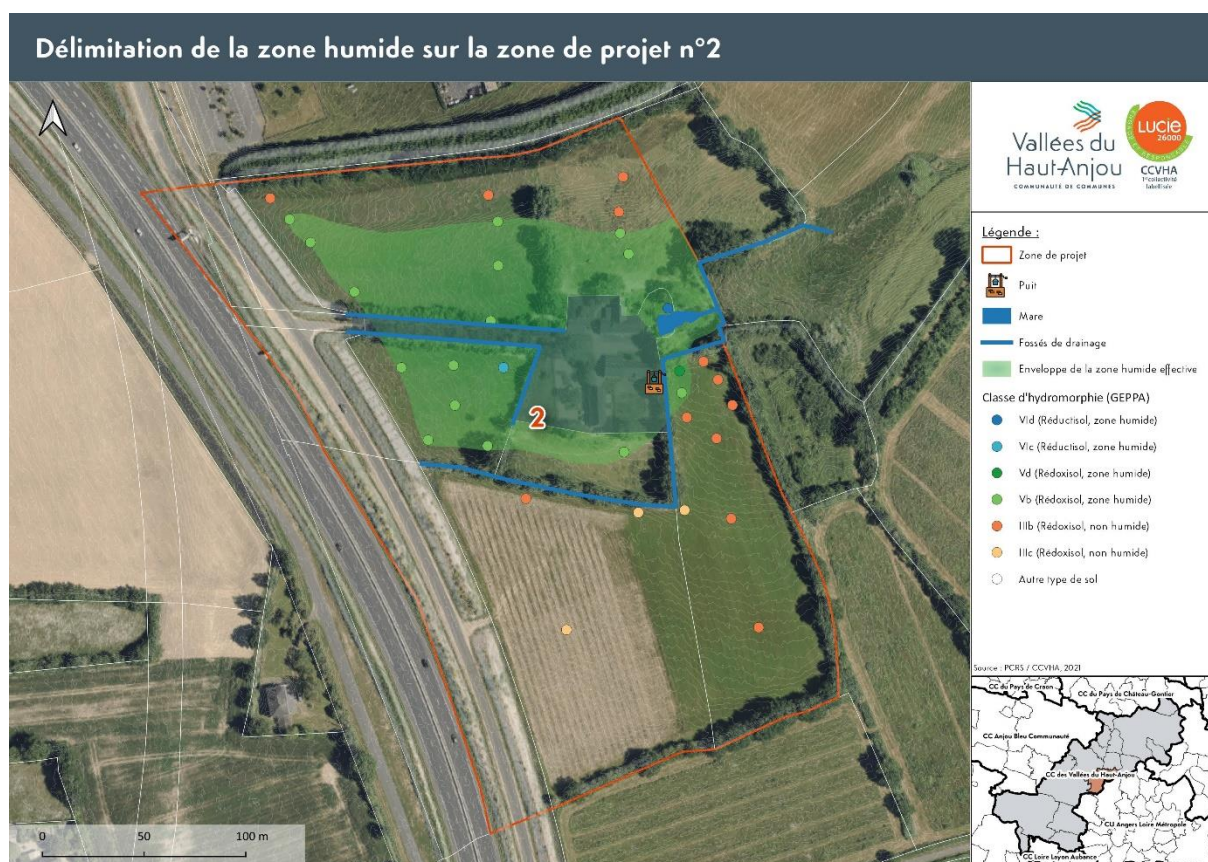 Délimitation de la zone humide sur la zone de projet n°2
Vallées du
Haut-Anjou
COMMUNAUTÉ DE COMMUNES
LUCIE
26000
CCVHA
1re collectivité
labellisée
Légende :
Zone de projet
Puit
Mare
Fossés de drainage
Enveloppe de la zone humide effective
Classe d'hydromorphie (GEPPA)
VId (Réductisol, zone humide)
VIc (Réductisol, zone humide)
Vd (Rédoxisol, zone humide)
Vb (Rédoxisol, zone humide)
IIIb (Rédoxisol, non humide)
IIIc (Rédoxisol, non humide)
Autre type de sol
2
0 50 100 m
Source : PCRS / CCVHA, 2021
CC du Pays de Craon
CC du Pays de Château-Gontier
CC Anjou Bleu Communauté
CC des Vallées du Haut-Anjou
CU Angers Loire Métropole
CC Loire Layon Aubance